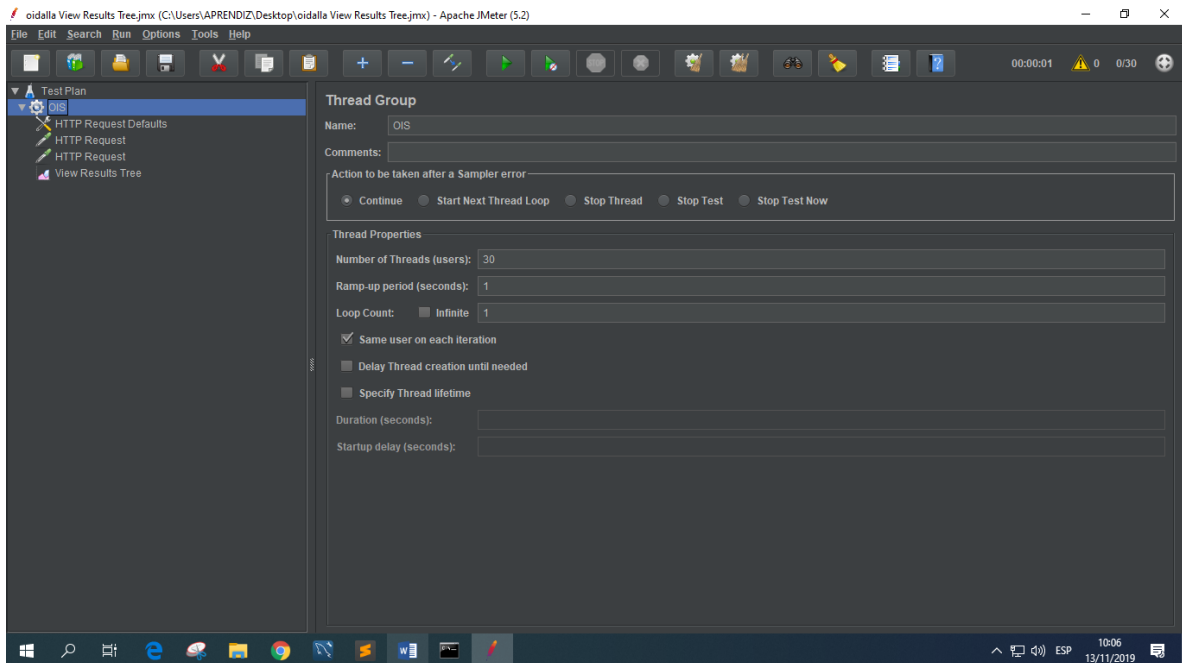 oidalla View Results Tree.jmx (C:\Users\APRENDIZ\Desktop\oidalla View Results Tree.jmx) - Apache JMeter (5.2)
File Edit Search Run Options Tools Help
00:00:01 0 0/30
Test Plan
OIS
HTTP Request Defaults
HTTP Request
HTTP Request
View Results Tree
Thread Group
Name: OIS
Comments:
Action to be taken after a Sampler error
Continue Start Next Thread Loop Stop Thread Stop Test Stop Test Now
Thread Properties
Number of Threads (users): 30
Ramp-up period (seconds): 1
Loop Count: Infinite 1
Same user on each iteration
Delay Thread creation until needed
Specify Thread lifetime
Duration (seconds):
Startup delay (seconds):
ESP
10:06
13/11/2019